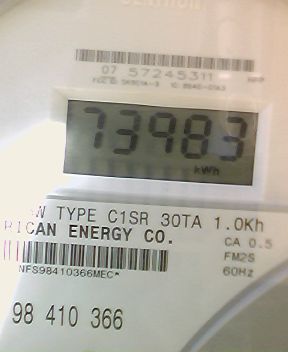 07 57245311
73983
kWh
TYPE C1SR 30TA 1.0Kh
RICAN ENERGY CO.
CA 0.5
FM2S
NFS98410366MEC*
60Hz
98 410 366